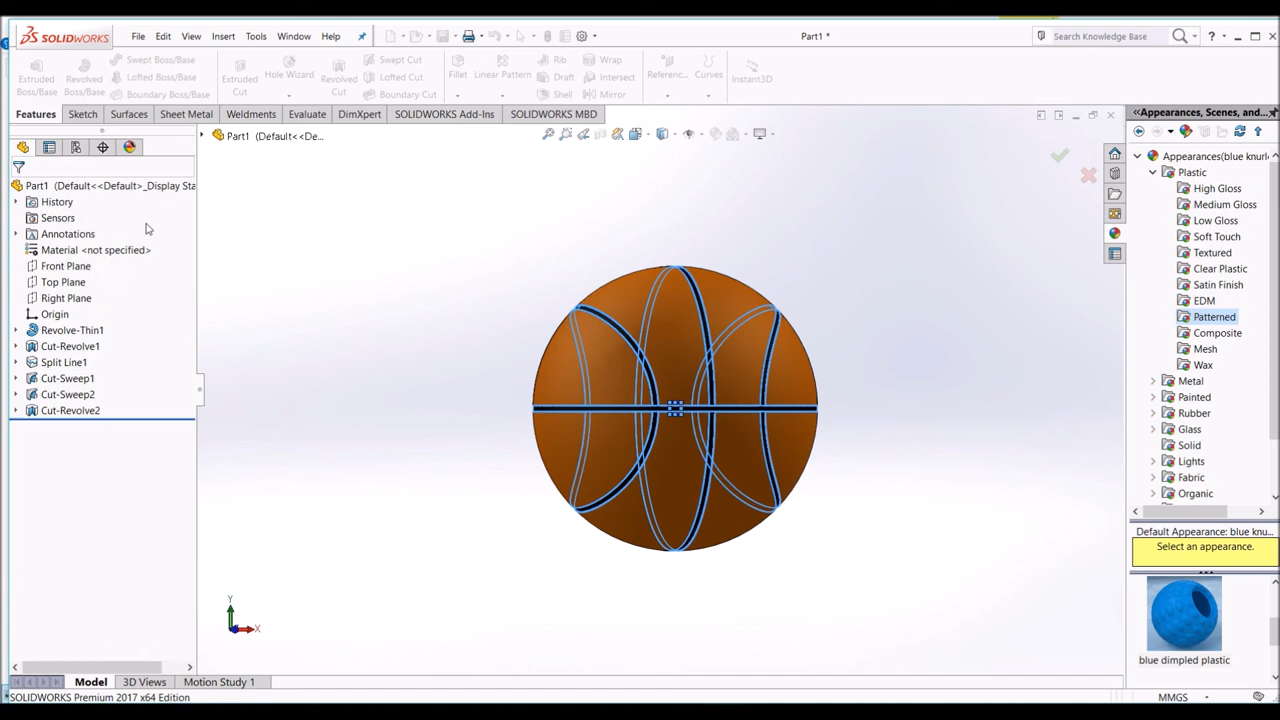 SOLIDWORKS File Edit View Insert Tools Window Help Part1 * Search Knowledge Base ?
Extruded Boss/Base
Revolved Boss/Base
Swept Boss/Base
Lofted Boss/Base
Boundary Boss/Base
Extruded Cut
Hole Wizard
Revolved Cut
Swept Cut
Lofted Cut
Boundary Cut
Fillet
Linear Pattern
Rib
Draft
Shell
Wrap
Intersect
Mirror
Referenc...
Curves
Instant3D
Features Sketch Surfaces Sheet Metal Weldments Evaluate DimXpert SOLIDWORKS Add-Ins SOLIDWORKS MBD
Part1 (Default<<De...
Part1 (Default<<Default>_Display Sta
History
Sensors
Annotations
Material <not specified>
Front Plane
Top Plane
Right Plane
Origin
Revolve-Thin1
Cut-Revolve1
Split Line1
Cut-Sweep1
Cut-Sweep2
Cut-Revolve2
Y
X
<<Appearances, Scenes, and...
Appearances(blue knurle
Plastic
High Gloss
Medium Gloss
Low Gloss
Soft Touch
Textured
Clear Plastic
Satin Finish
EDM
Patterned
Composite
Mesh
Wax
Metal
Painted
Rubber
Glass
Solid
Lights
Fabric
Organic
Default Appearance: blue knu...
Select an appearance.
blue dimpled plastic
Model 3D Views Motion Study 1
SOLIDWORKS Premium 2017 x64 Edition MMGS